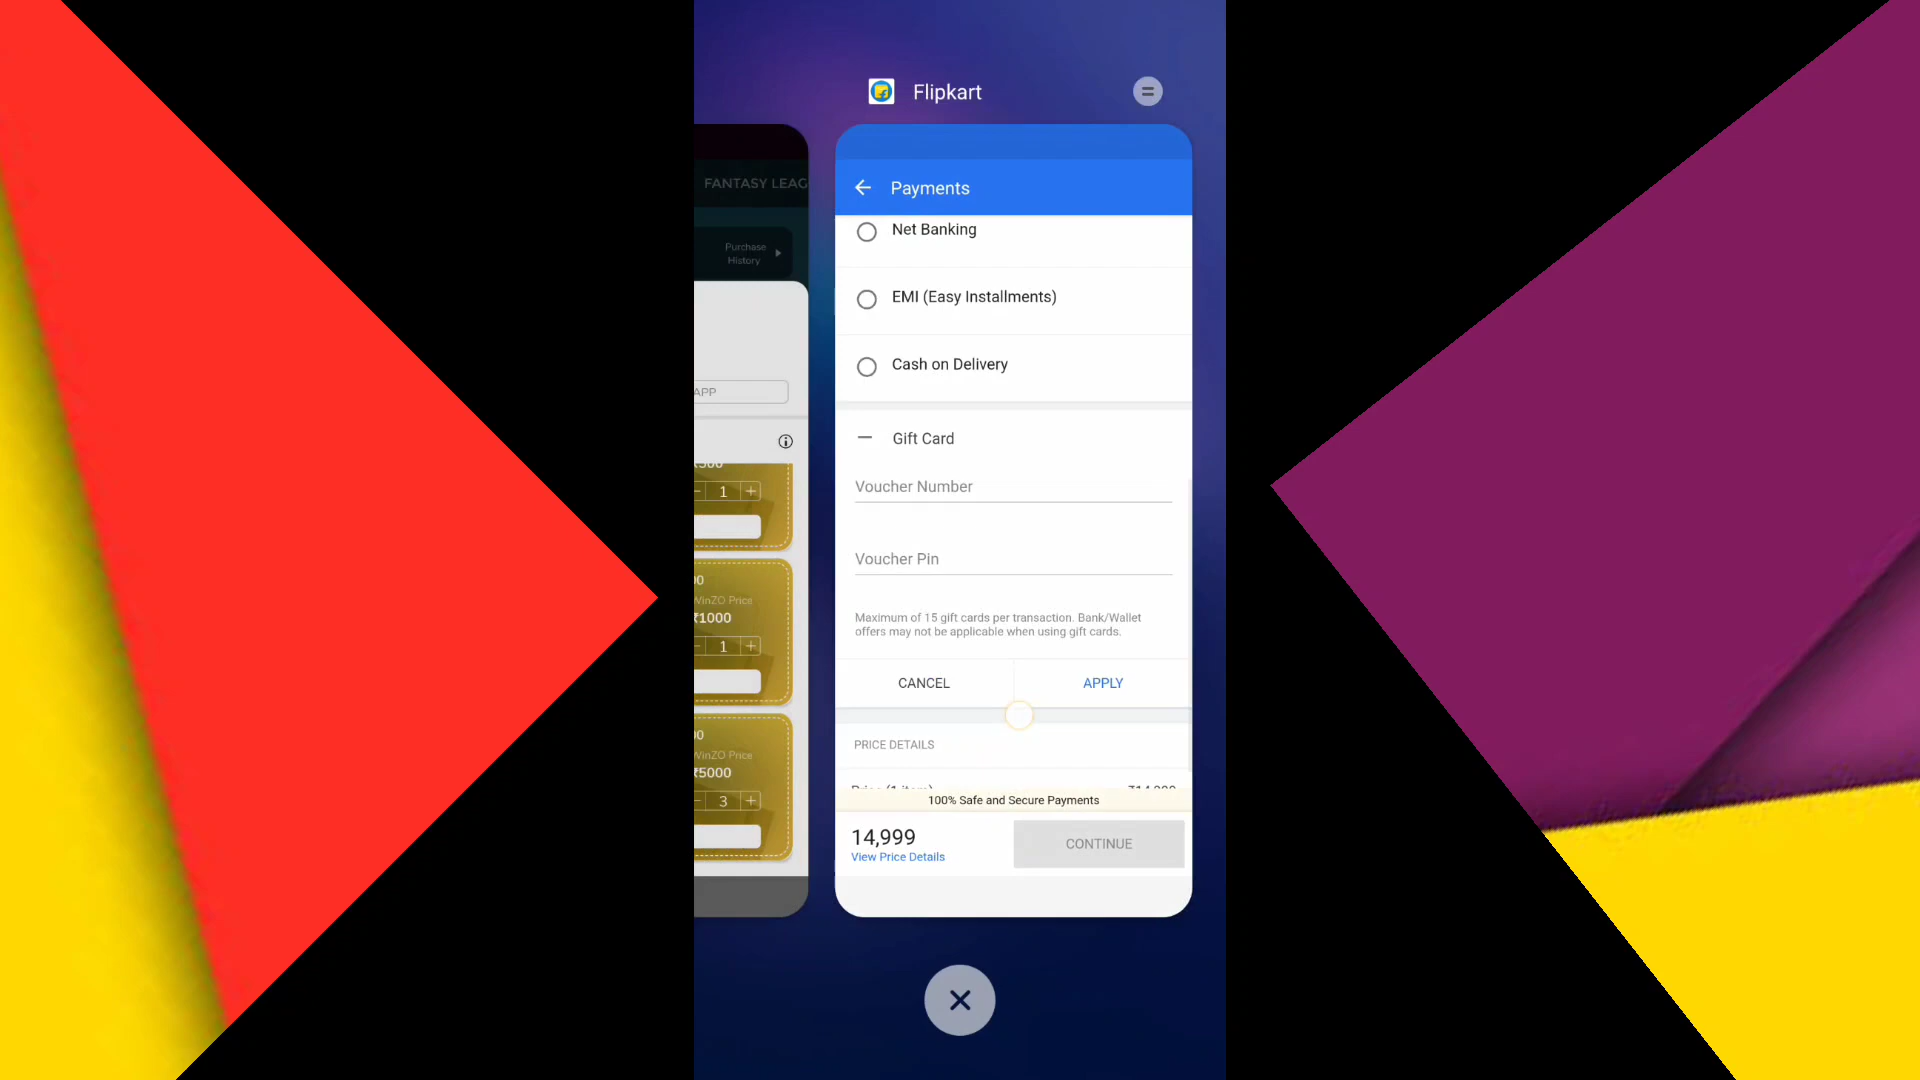 Flipkart
FANTASY LEAG
Purchase
History
APP
₹500
1
00
WinZO Price
₹1000
1
00
WinZO Price
₹5000
3
Payments
Net Banking
EMI (Easy Installments)
Cash on Delivery
Gift Card
Voucher Number
Voucher Pin
Maximum of 15 gift cards per transaction. Bank/Wallet
offers may not be applicable when using gift cards.
CANCEL
APPLY
PRICE DETAILS
100% Safe and Secure Payments
14,999
View Price Details
CONTINUE